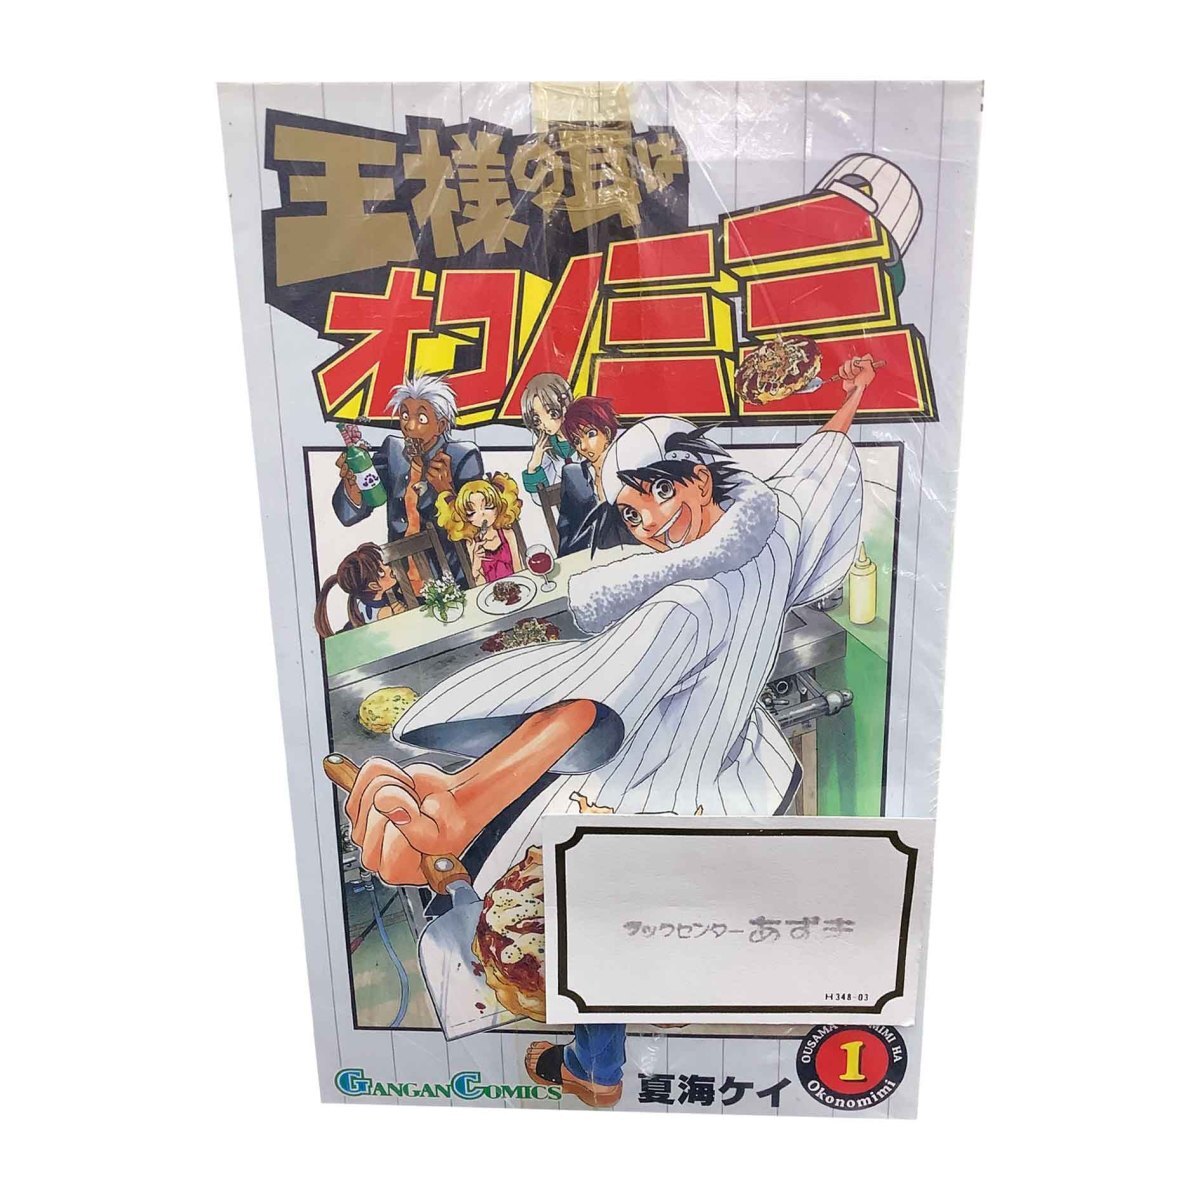 王様の耳は
オコノミミ
ブックセンターあずき
H348-03
GANGAN COMICS
夏海ケイ
OUSAMA MIMI HA
1
Okonomimi